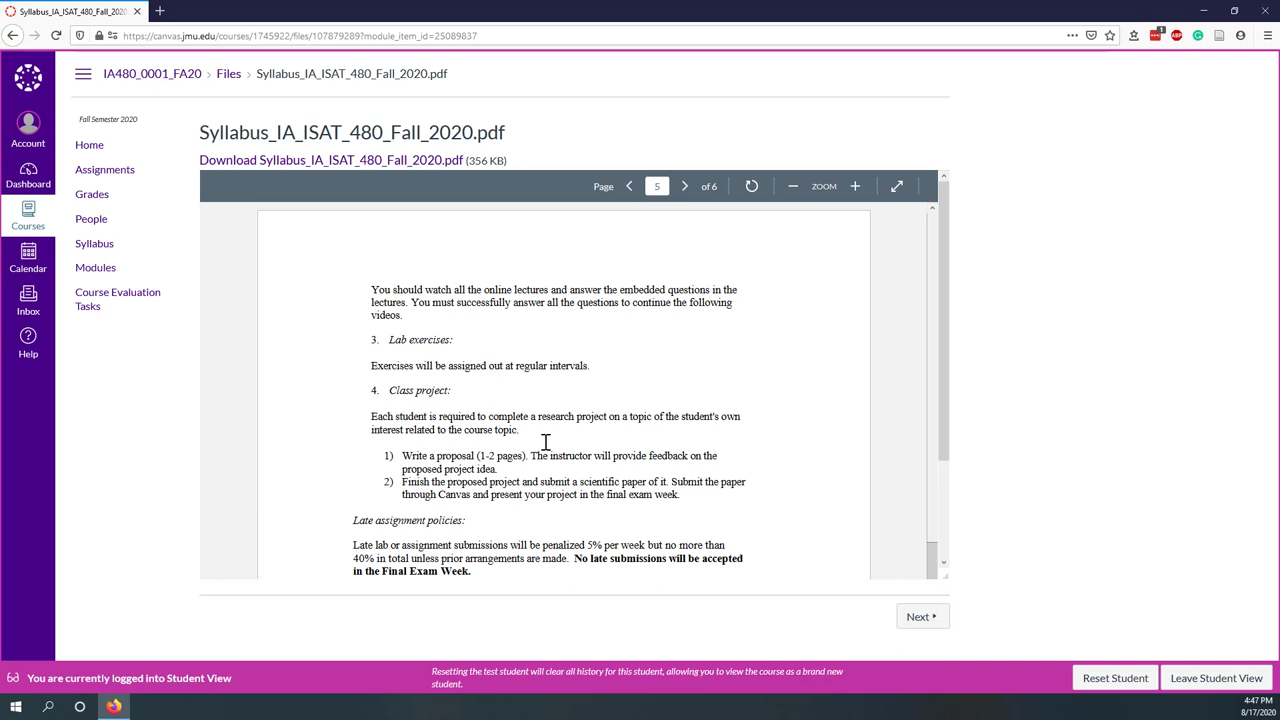 Syllabus_IA_ISAT_480_Fall_2020.
https://canvas.jmu.edu/courses/1745922/files/107879289?module_item_id=25089837
IA480_0001_FA20 › Files › Syllabus_IA_ISAT_480_Fall_2020.pdf
Account
Dashboard
Courses
Calendar
Inbox
Help
Fall Semester 2020
Home
Assignments
Grades
People
Syllabus
Modules
Course Evaluation
Tasks
Syllabus_IA_ISAT_480_Fall_2020.pdf
Download Syllabus_IA_ISAT_480_Fall_2020.pdf (356 KB)
Page 5 of 6 ZOOM
You should watch all the online lectures and answer the embedded questions in the
lectures. You must successfully answer all the questions to continue the following
videos.
3. Lab exercises:
Exercises will be assigned out at regular intervals.
4. Class project:
Each student is required to complete a research project on a topic of the student's own
interest related to the course topic.
1) Write a proposal (1-2 pages). The instructor will provide feedback on the
proposed project idea.
2) Finish the proposed project and submit a scientific paper of it. Submit the paper
through Canvas and present your project in the final exam week.
Late assignment policies:
Late lab or assignment submissions will be penalized 5% per week but no more than
40% in total unless prior arrangements are made. No late submissions will be accepted
in the Final Exam Week.
Next
You are currently logged into Student View
Resetting the test student will clear all history for this student, allowing you to view the course as a brand new
student.
Reset Student
Leave Student View
4:47 PM
8/17/2020